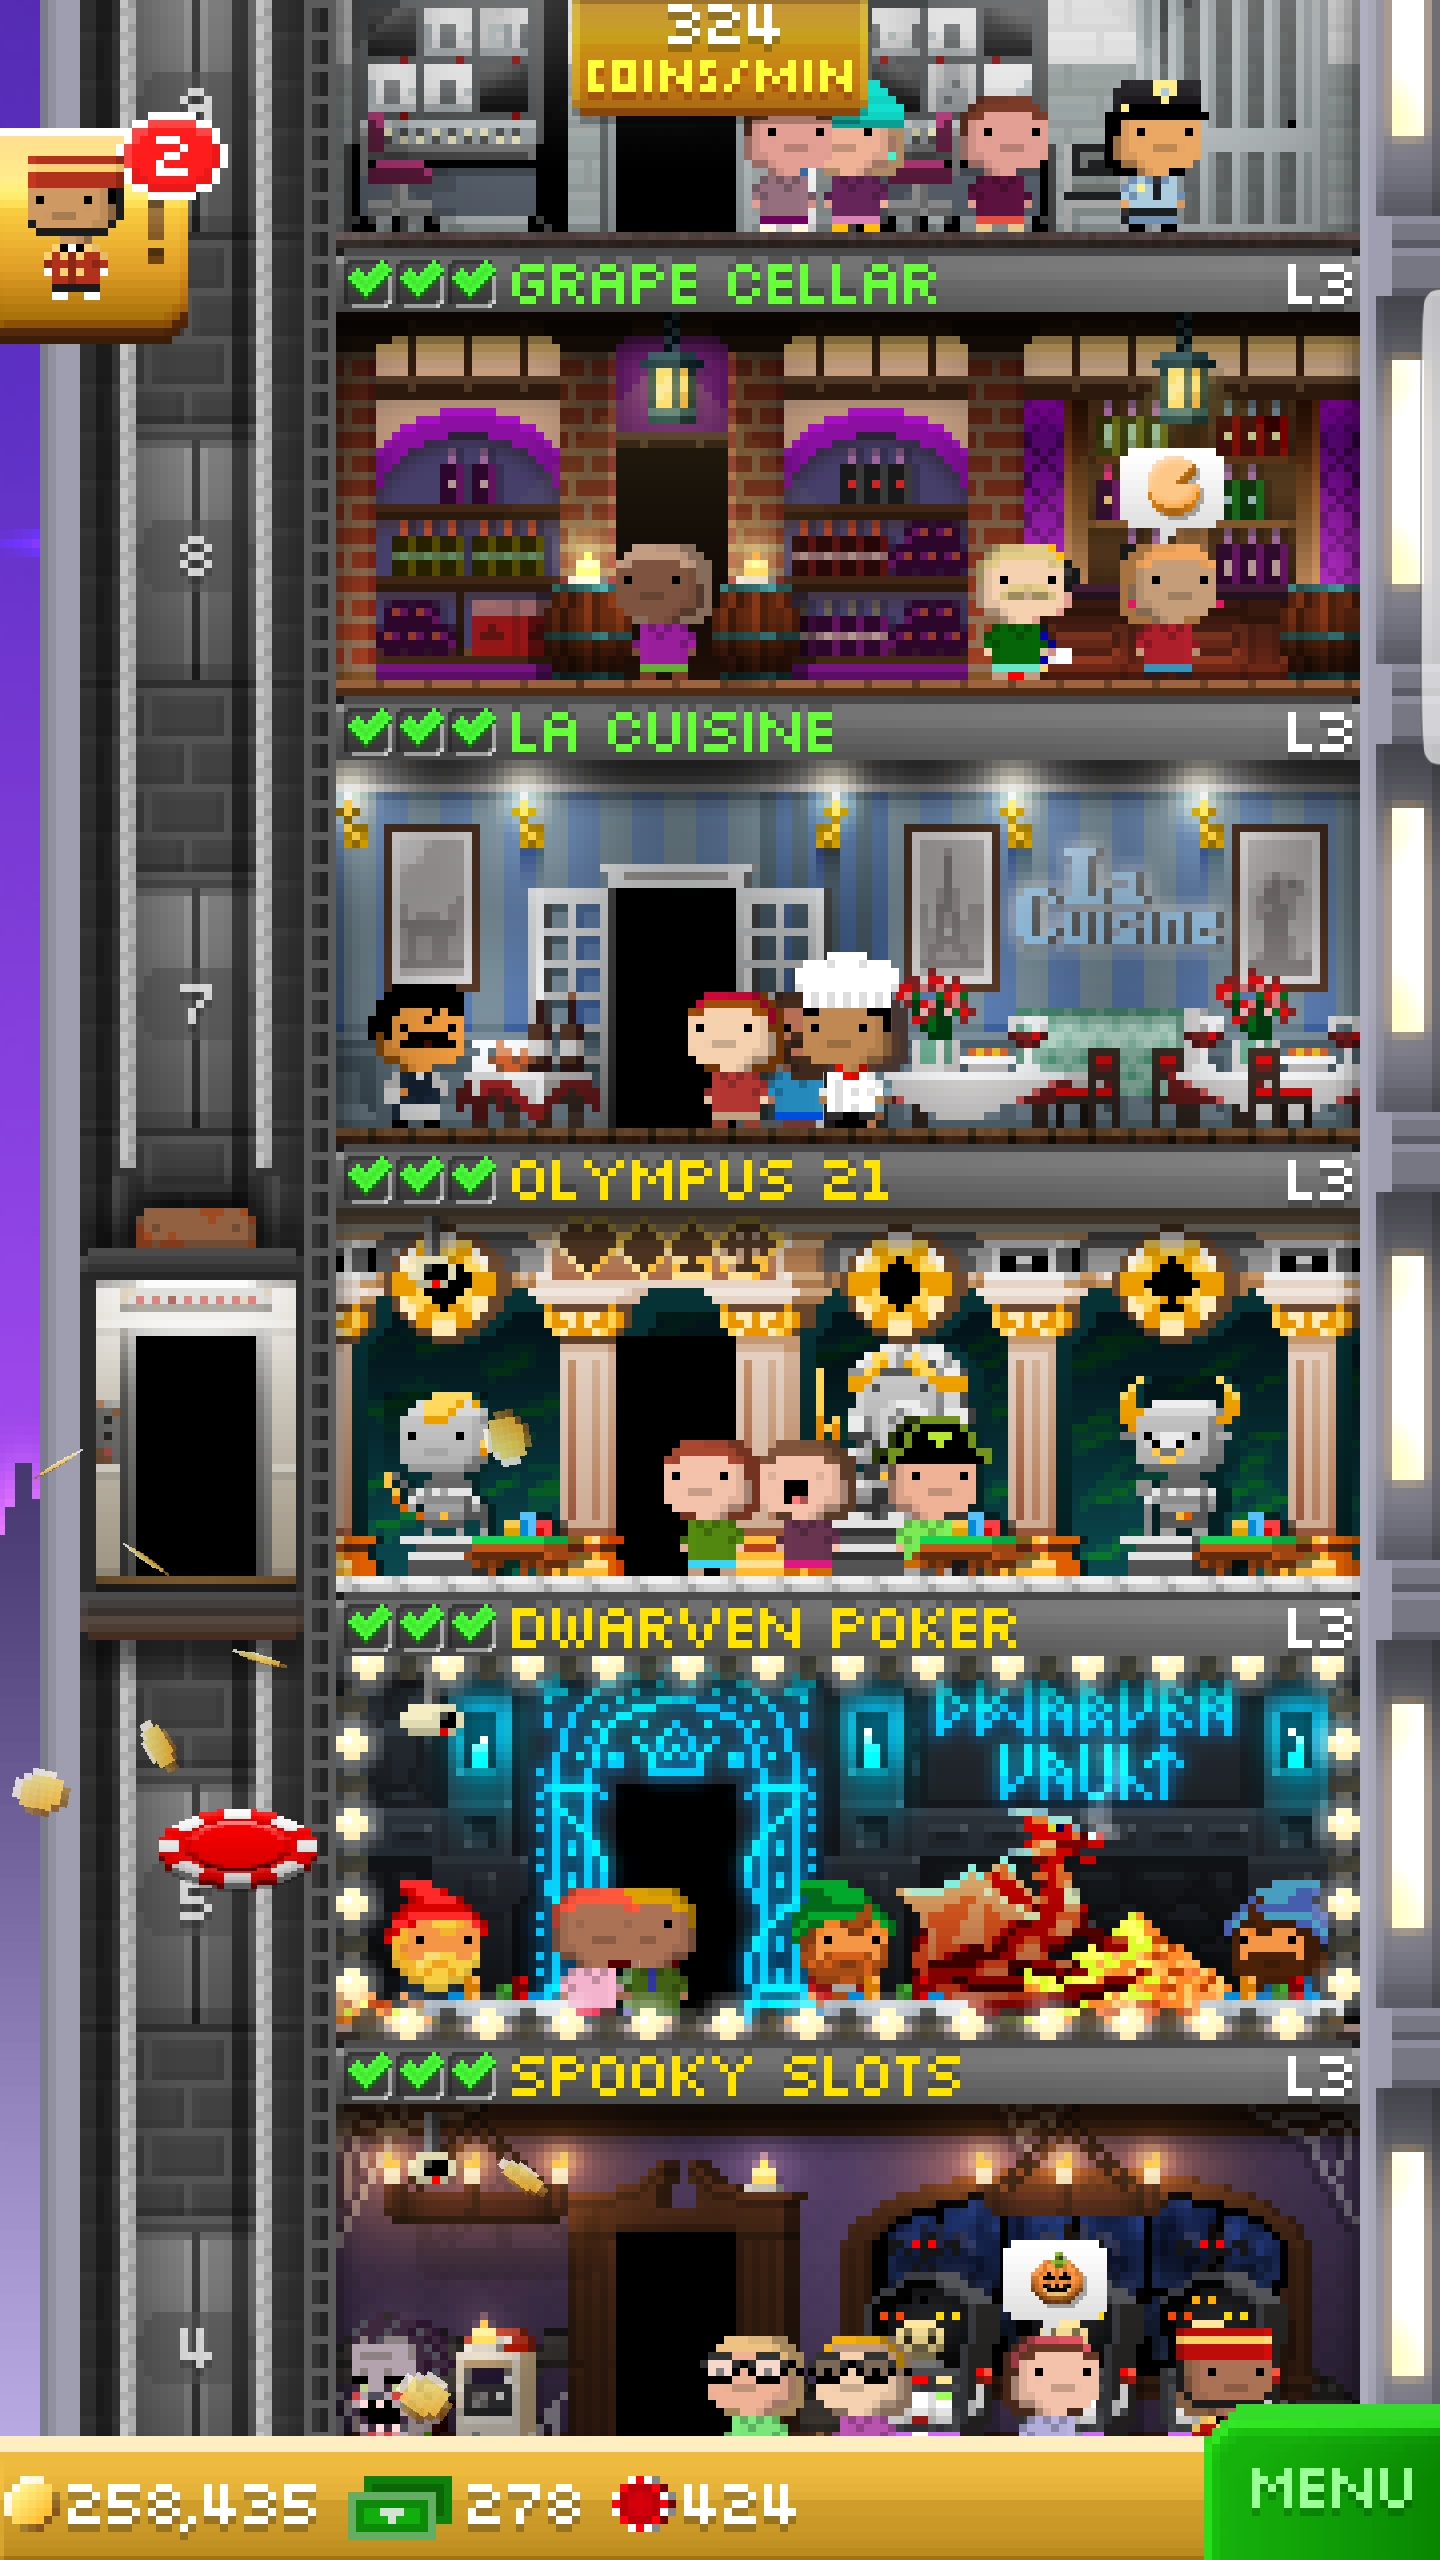 324
COINS/MIN
9
2
!
GRAPE CELLAR L3
8
LA CUISINE L3
La
Cuisine
7
OLYMPUS 21 L3
DWARVEN POKER L3
DWARVEN
VAULT
5
SPOOKY SLOTS L3
4
258,435 278 424
MENU